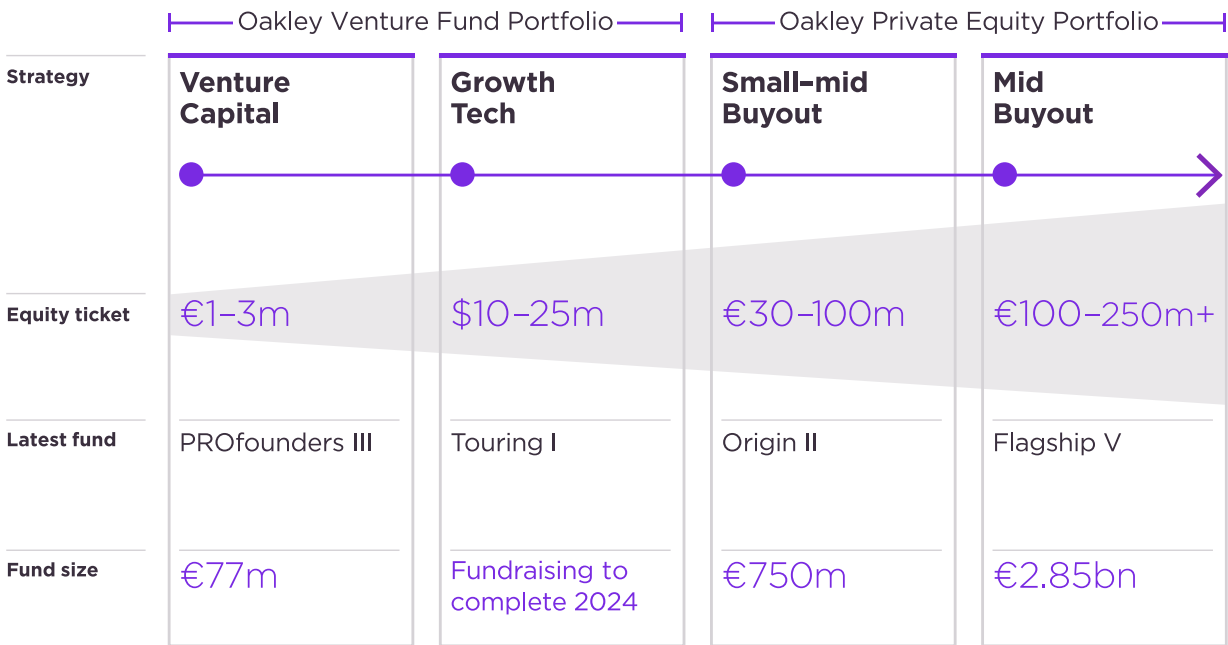 Oakley Venture Fund Portfolio
Oakley Private Equity Portfolio
Strategy
Venture
Capital
Growth
Tech
Small–mid
Buyout
Mid
Buyout
Equity ticket
€1–3m
$10–25m
€30–100m
€100–250m+
Latest fund
PROfounders III
Touring I
Origin II
Flagship V
Fund size
€77m
Fundraising to
complete 2024
€750m
€2.85bn